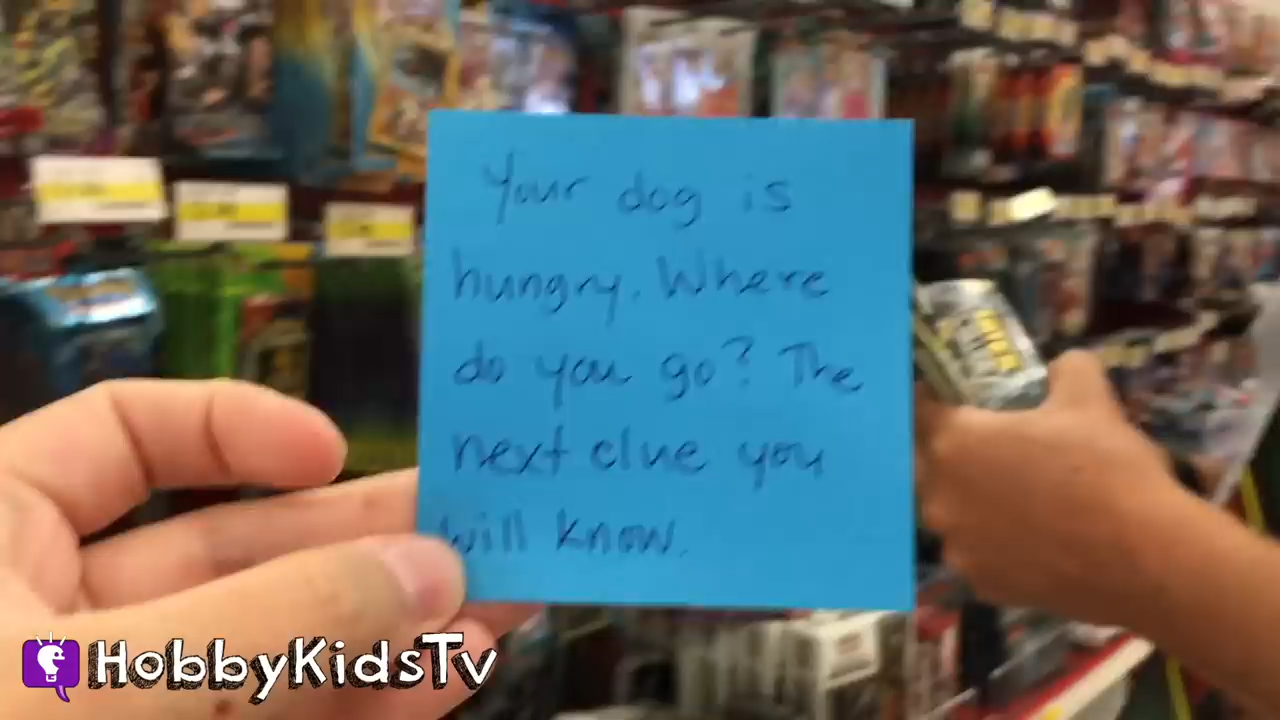 Your dog is
hungry. Where
do you go? The
next clue you
will know.
HobbyKidsTv